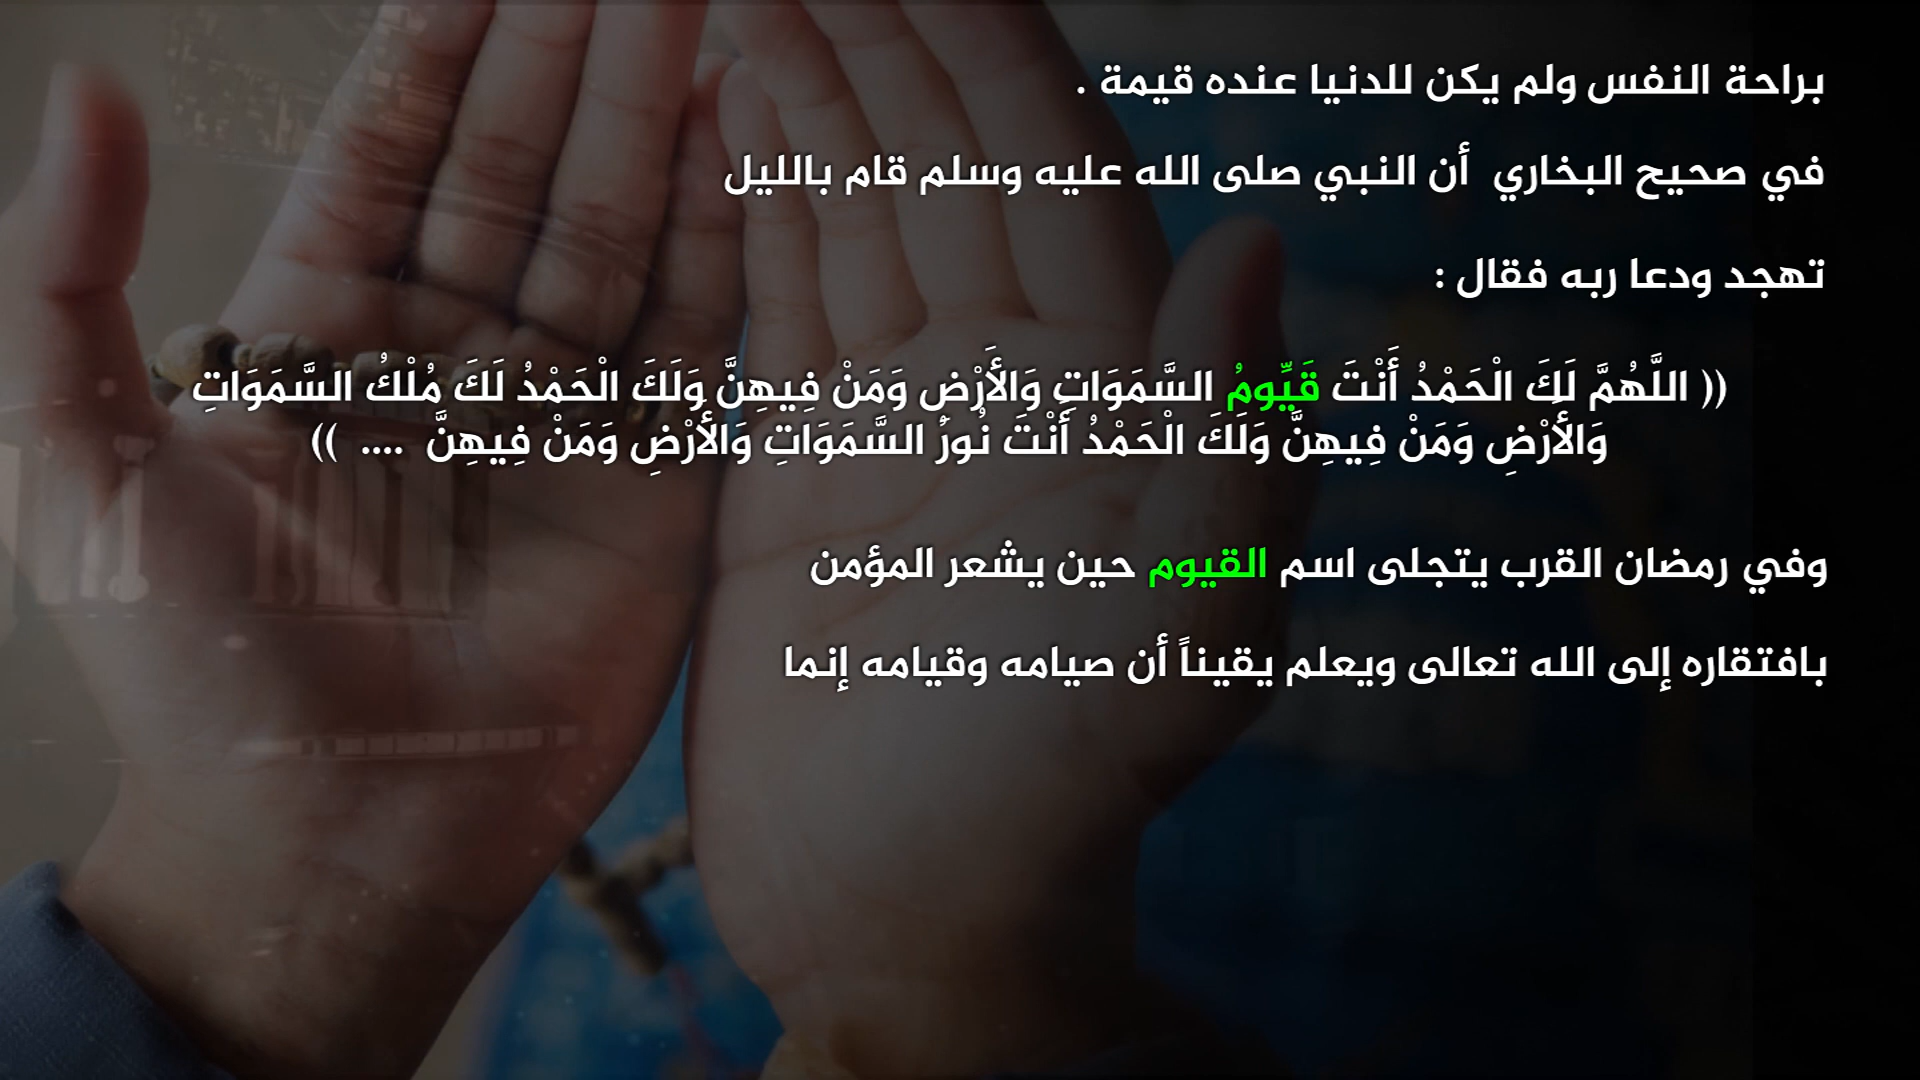 براحة النفس ولم يكن للدنيا عنده قيمة .
في صحيح البخاري أن النبي صلى الله عليه وسلم قام بالليل
تهجد ودعا ربه فقال :
(( اللَّهُمَّ لَكَ الْحَمْدُ أَنْتَ قَيِّومُ السَّمَوَاتِ وَالأَرْضِ وَمَنْ فِيهِنَّ وَلَكَ الْحَمْدُ لَكَ مُلْكُ السَّمَوَاتِ
وَالأَرْضِ وَمَنْ فِيهِنَّ وَلَكَ الْحَمْدُ أَنْتَ نُورُ السَّمَوَاتِ وَالأَرْضِ وَمَنْ فِيهِنَّ .... ))
وفي رمضان القرب يتجلى اسم القيوم حين يشعر المؤمن
بافتقاره إلى الله تعالى ويعلم يقيناً أن صيامه وقيامه إنما